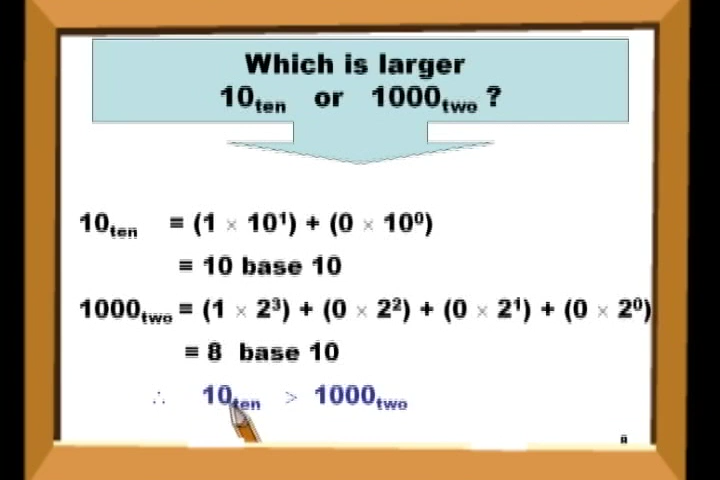 Which is larger
10ₜₑₙ or 1000ₜwₒ ?
10ₜₑₙ ≡ (1 × 10¹) + (0 × 10⁰)
≡ 10 base 10
1000ₜwₒ ≡ (1 × 2³) + (0 × 2²) + (0 × 2¹) + (0 × 2⁰)
≡ 8 base 10
∴ 10ₜₑₙ > 1000ₜwₒ